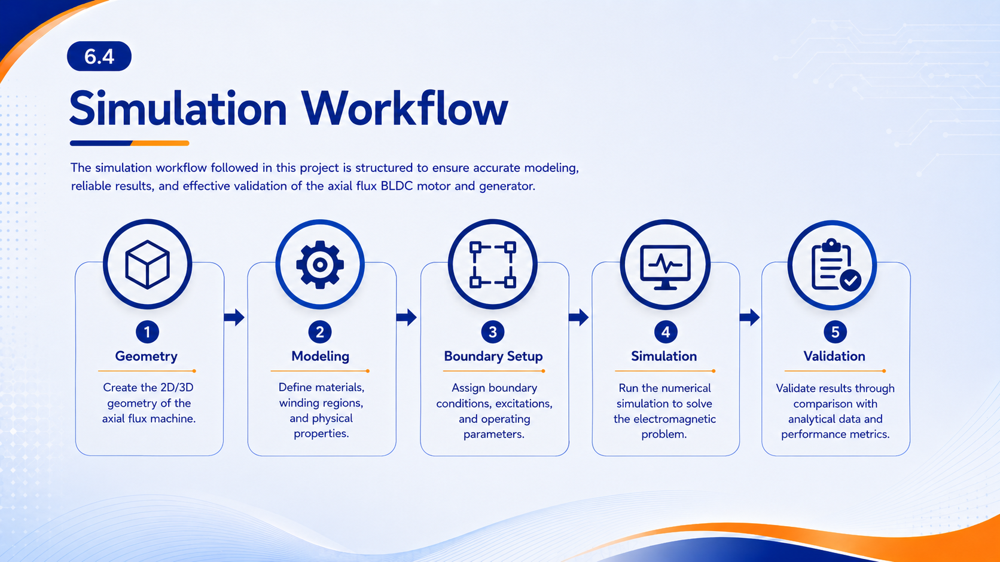 6.4
Simulation Workflow
The simulation workflow followed in this project is structured to ensure accurate modeling,
reliable results, and effective validation of the axial flux BLDC motor and generator.
1
Geometry
Create the 2D/3D
geometry of the
axial flux machine.
2
Modeling
Define materials,
winding regions,
and physical
properties.
3
Boundary Setup
Assign boundary
conditions, excitations,
and operating
parameters.
4
Simulation
Run the numerical
simulation to solve
the electromagnetic
problem.
5
Validation
Validate results through
comparison with
analytical data and
performance metrics.